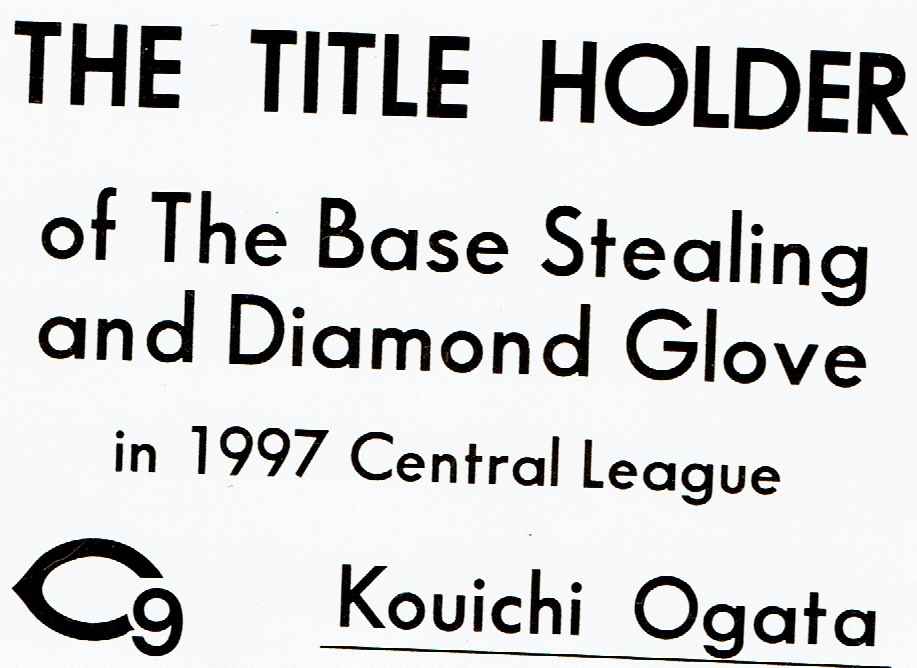 THE TITLE HOLDER
of The Base Stealing
and Diamond Glove
in 1997 Central League
C9
Kouichi Ogata